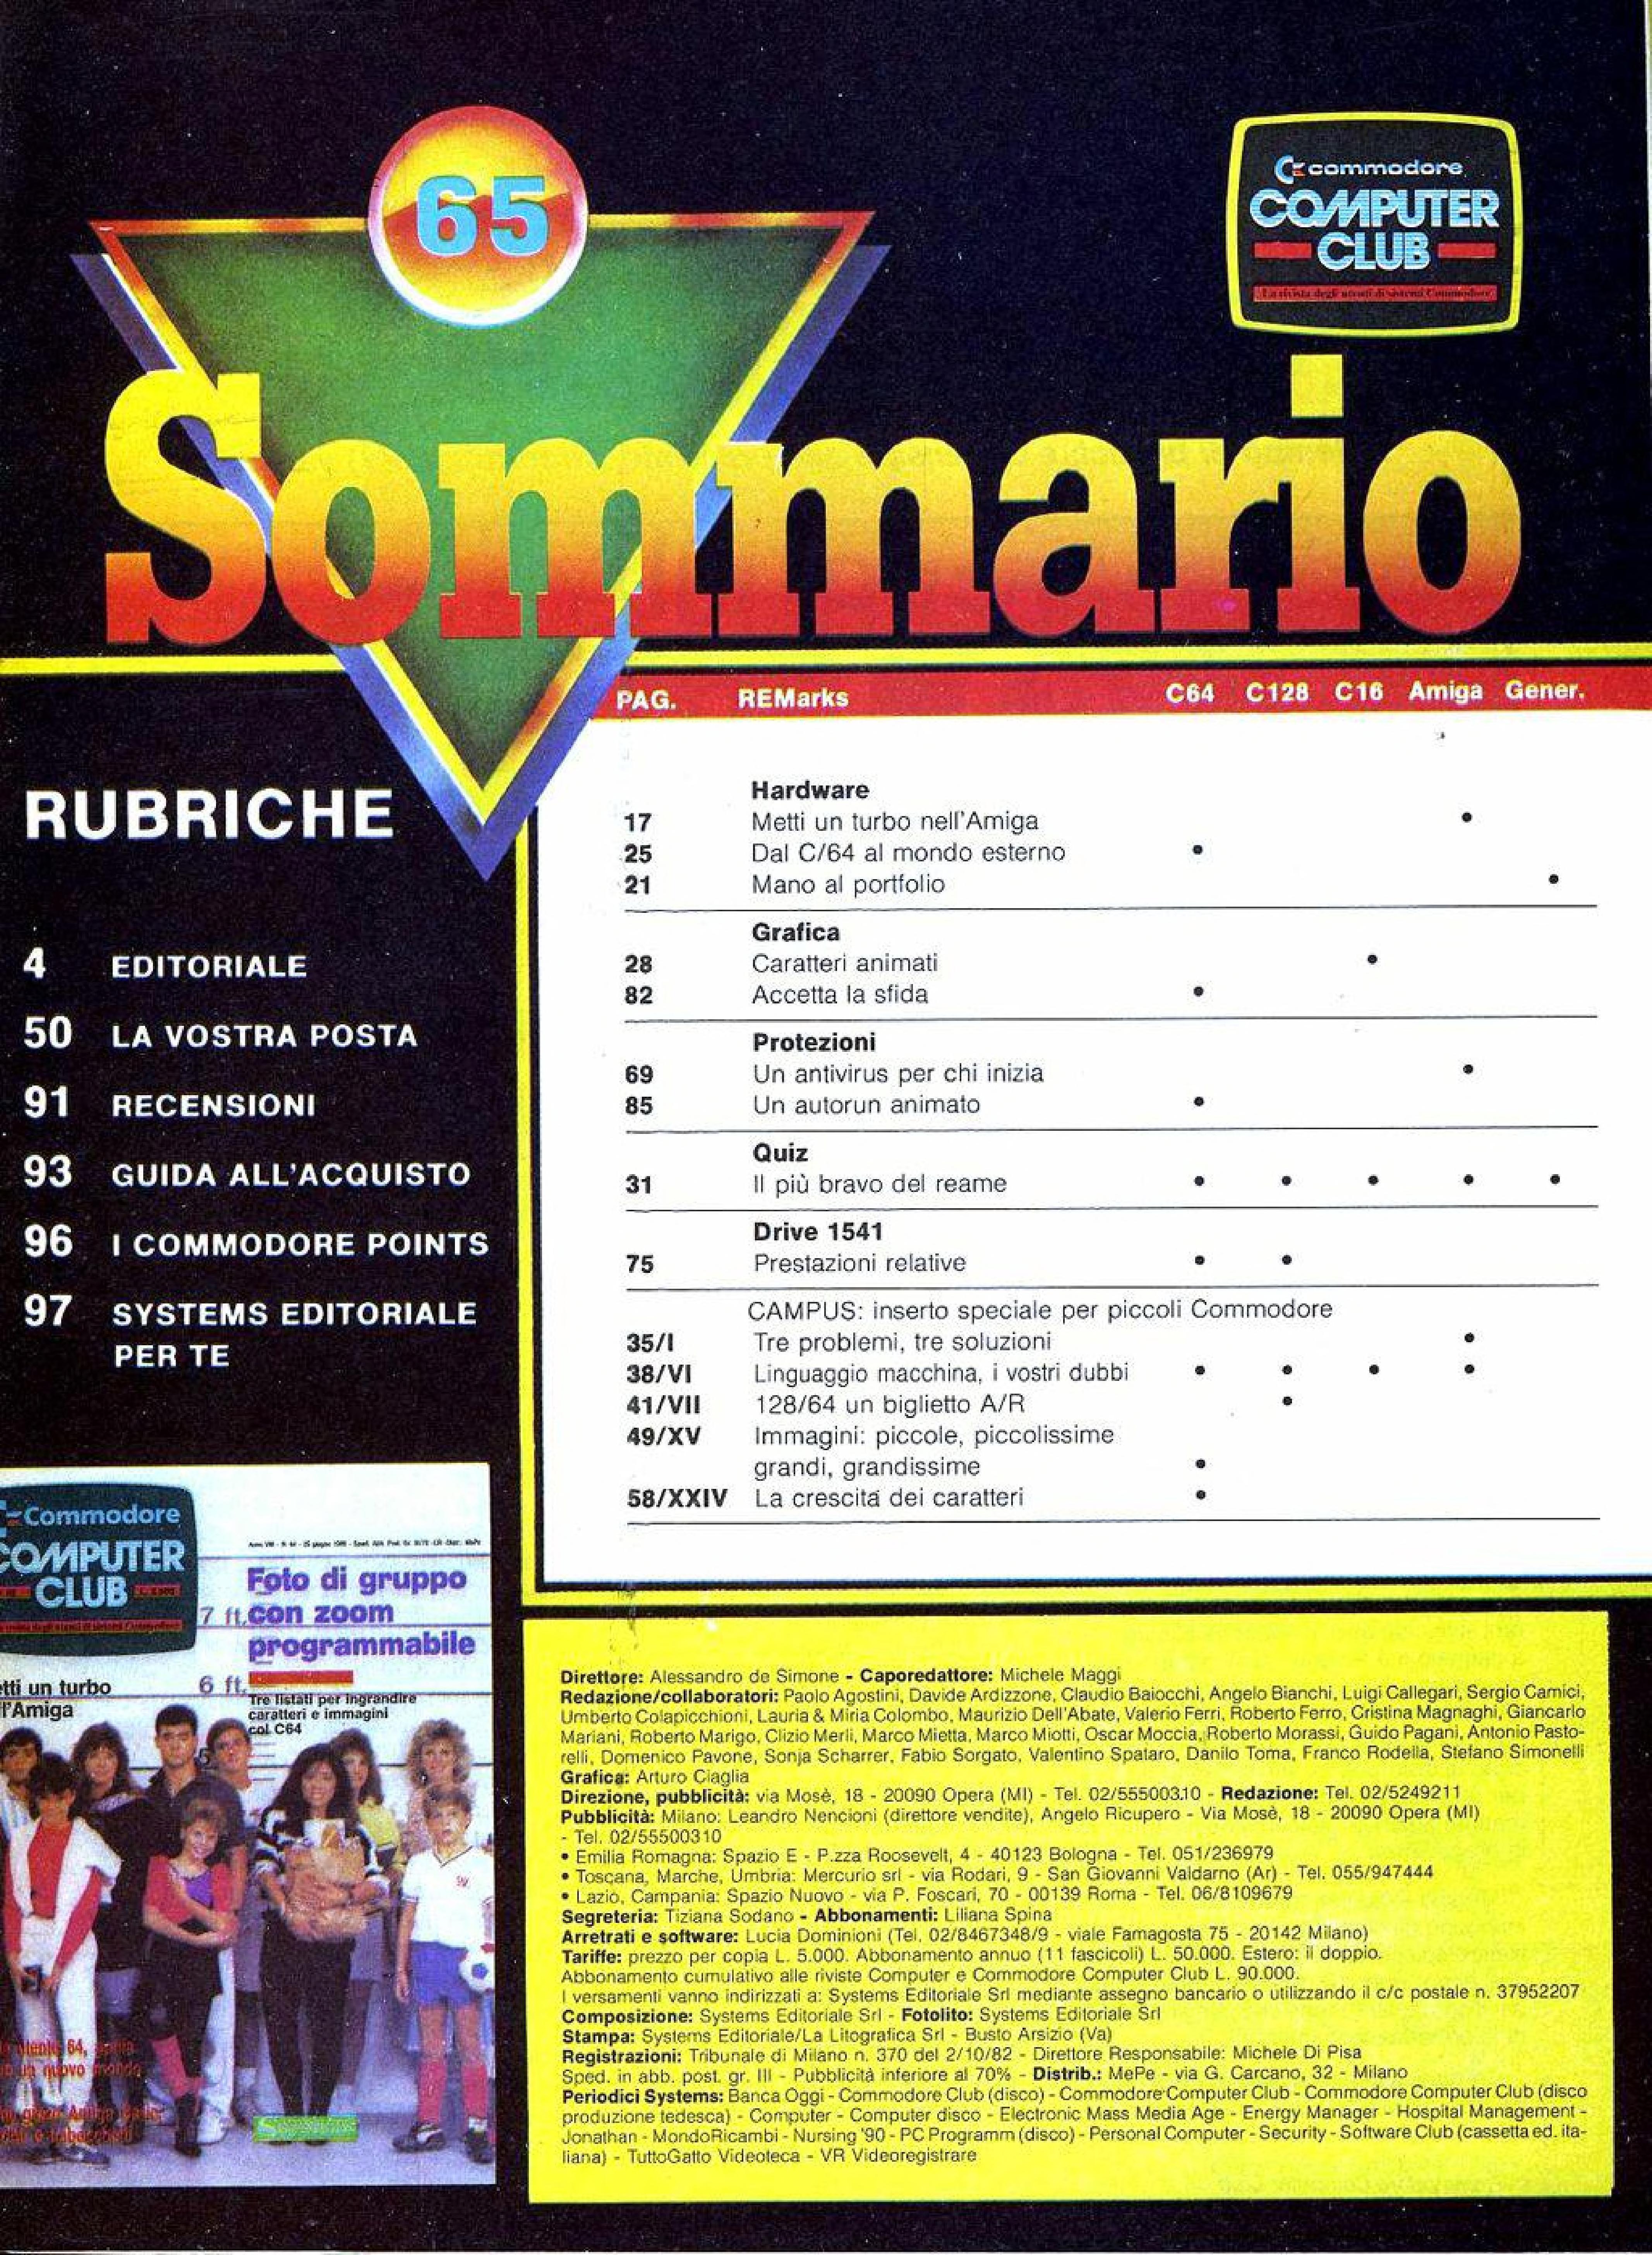 65
commodore
COMPUTER
CLUB
La rivista degli utenti di sistemi Commodore
Sommario
RUBRICHE
4 EDITORIALE
50 LA VOSTRA POSTA
91 RECENSIONI
93 GUIDA ALL'ACQUISTO
96 I COMMODORE POINTS
97 SYSTEMS EDITORIALE
PER TE
PAG. REMarks C64 C128 C16 Amiga Gener.
Hardware
17 Metti un turbo nell'Amiga •
25 Dal C/64 al mondo esterno •
21 Mano al portfolio •
Grafica
28 Caratteri animati •
82 Accetta la sfida •
Protezioni
69 Un antivirus per chi inizia •
85 Un autorun animato •
Quiz
31 Il più bravo del reame • • • • •
Drive 1541
75 Prestazioni relative • •
CAMPUS: inserto speciale per piccoli Commodore
35/I Tre problemi, tre soluzioni •
38/VI Linguaggio macchina, i vostri dubbi • • • •
41/VII 128/64 un biglietto A/R •
49/XV Immagini: piccole, piccolissime
grandi, grandissime •
58/XXIV La crescita dei caratteri •
Commodore
COMPUTER
CLUB
Foto di gruppo
7 ft. con zoom
programmabile
tti un turbo
l'Amiga
6 ft.
Tre listati per ingrandire
caratteri e immagini
col C64
5
utente 64,
un nuovo mondo
Systems
Direttore: Alessandro de Simone - Caporedattore: Michele Maggi
Redazione/collaboratori: Paolo Agostini, Davide Ardizzone, Claudio Baiocchi, Angelo Bianchi, Luigi Callegari, Sergio Camici,
Umberto Colapicchioni, Lauria & Miria Colombo, Maurizio Dell'Abate, Valerio Ferri, Roberto Ferro, Cristina Magnaghi, Giancarlo
Mariani, Roberto Marigo, Clizio Merli, Marco Mietta, Marco Miotti, Oscar Moccia, Roberto Morassi, Guido Pagani, Antonio Pasto-
relli, Domenico Pavone, Sonja Scharrer, Fabio Sorgato, Valentino Spataro, Danilo Toma, Franco Rodella, Stefano Simonelli
Grafica: Arturo Ciaglia
Direzione, pubblicità: via Mosè, 18 - 20090 Opera (MI) - Tel. 02/55500310 - Redazione: Tel. 02/5249211
Pubblicità: Milano: Leandro Nencioni (direttore vendite), Angelo Ricupero - Via Mosè, 18 - 20090 Opera (MI)
- Tel. 02/55500310
• Emilia Romagna: Spazio E - P.zza Roosevelt, 4 - 40123 Bologna - Tel. 051/236979
• Toscana, Marche, Umbria: Mercurio srl - via Rodari, 9 - San Giovanni Valdarno (Ar) - Tel. 055/947444
• Lazio, Campania: Spazio Nuovo - via P. Foscari, 70 - 00139 Roma - Tel. 06/8109679
Segreteria: Tiziana Sodano - Abbonamenti: Liliana Spina
Arretrati e software: Lucia Dominioni (Tel. 02/8467348/9 - viale Famagosta 75 - 20142 Milano)
Tariffe: prezzo per copia L. 5.000. Abbonamento annuo (11 fascicoli) L. 50.000. Estero: il doppio.
Abbonamento cumulativo alle riviste Computer e Commodore Computer Club L. 90.000.
I versamenti vanno indirizzati a: Systems Editoriale Srl mediante assegno bancario o utilizzando il c/c postale n. 37952207
Composizione: Systems Editoriale Srl - Fotolito: Systems Editoriale Srl
Stampa: Systems Editoriale/La Litografica Srl - Busto Arsizio (Va)
Registrazioni: Tribunale di Milano n. 370 del 2/10/82 - Direttore Responsabile: Michele Di Pisa
Sped. in abb. post. gr. III - Pubblicità inferiore al 70% - Distrib.: MePe - via G. Carcano, 32 - Milano
Periodici Systems: Banca Oggi - Commodore Club (disco) - Commodore Computer Club - Commodore Computer Club (disco
produzione tedesca) - Computer - Computer disco - Electronic Mass Media Age - Energy Manager - Hospital Management -
Jonathan - MondoRicambi - Nursing '90 - PC Programm (disco) - Personal Computer - Security - Software Club (cassetta ed. ita-
liana) - TuttoGatto Videoteca - VR Videoregistrare